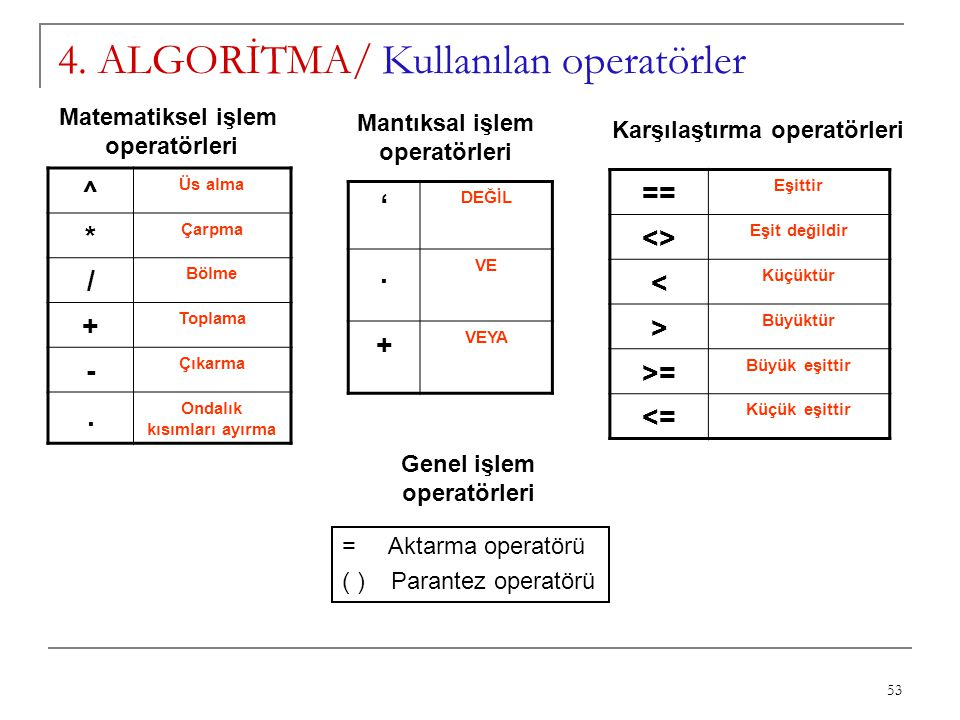 4. ALGORİTMA/ Kullanılan operatörler
Matematiksel işlem
operatörleri
^ Üs alma
* Çarpma
/ Bölme
+ Toplama
- Çıkarma
. Ondalık
kısımları ayırma
Mantıksal işlem
operatörleri
‘ DEĞİL
. VE
+ VEYA
Karşılaştırma operatörleri
== Eşittir
<> Eşit değildir
< Küçüktür
> Büyüktür
>= Büyük eşittir
<= Küçük eşittir
Genel işlem
operatörleri
= Aktarma operatörü
( ) Parantez operatörü
53